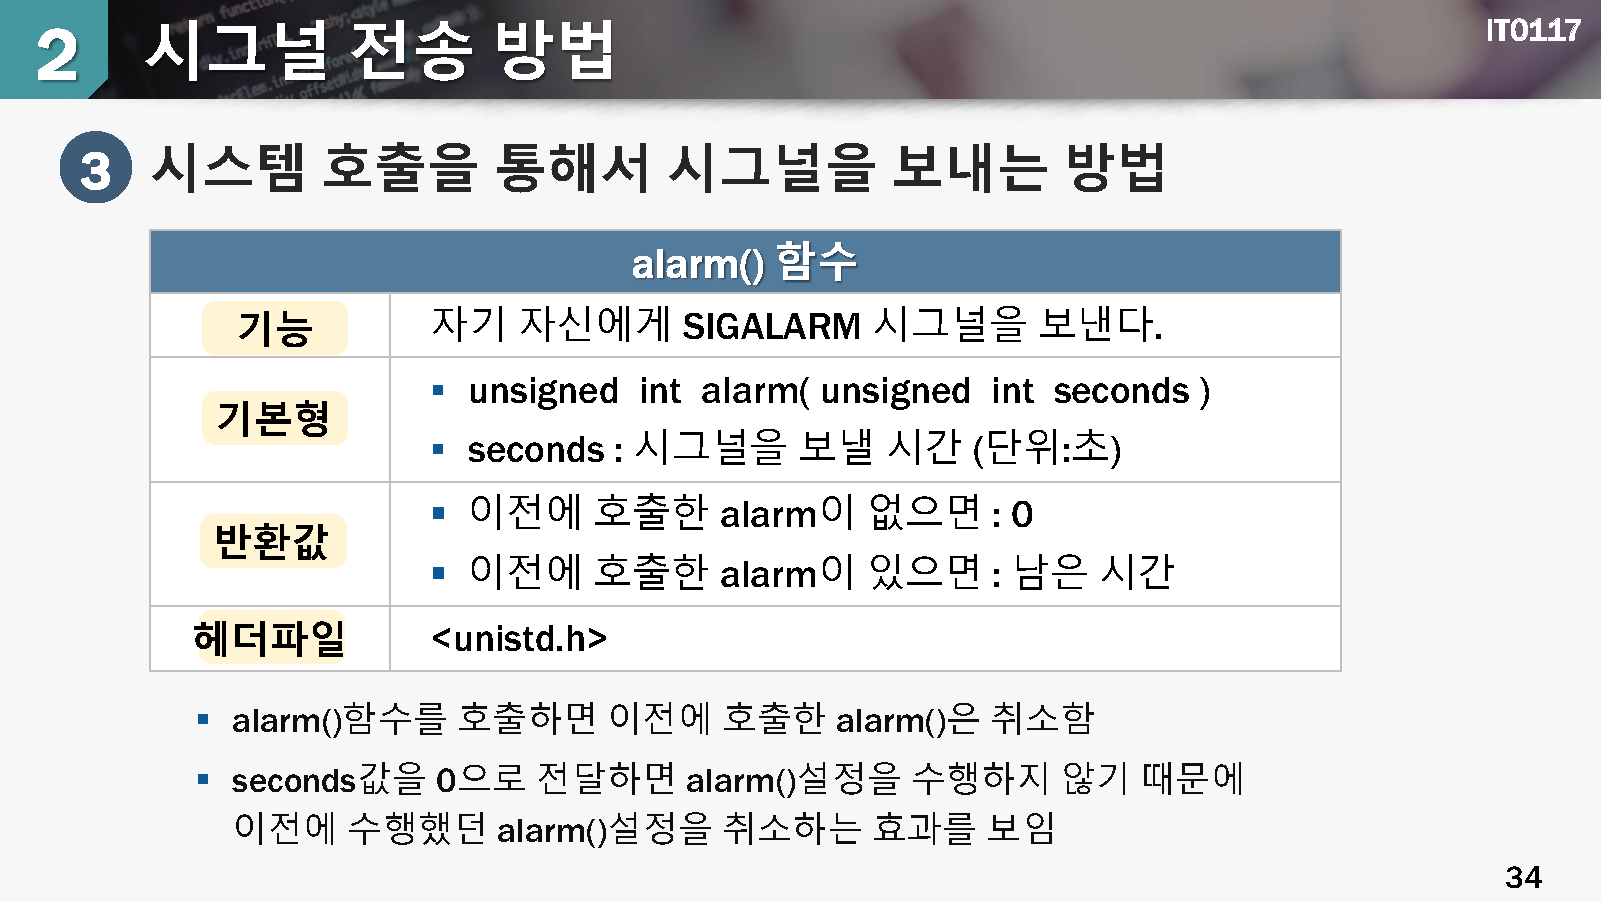 2 시그널 전송 방법
IT0117
3 시스템 호출을 통해서 시그널을 보내는 방법
alarm() 함수
기능
자기 자신에게 SIGALARM 시그널을 보낸다.
기본형
▪ unsigned int alarm( unsigned int seconds )
▪ seconds : 시그널을 보낼 시간 (단위:초)
반환값
▪ 이전에 호출한 alarm이 없으면 : 0
▪ 이전에 호출한 alarm이 있으면 : 남은 시간
헤더파일
<unistd.h>
▪ alarm()함수를 호출하면 이전에 호출한 alarm()은 취소함
▪ seconds값을 0으로 전달하면 alarm()설정을 수행하지 않기 때문에
이전에 수행했던 alarm()설정을 취소하는 효과를 보임
34